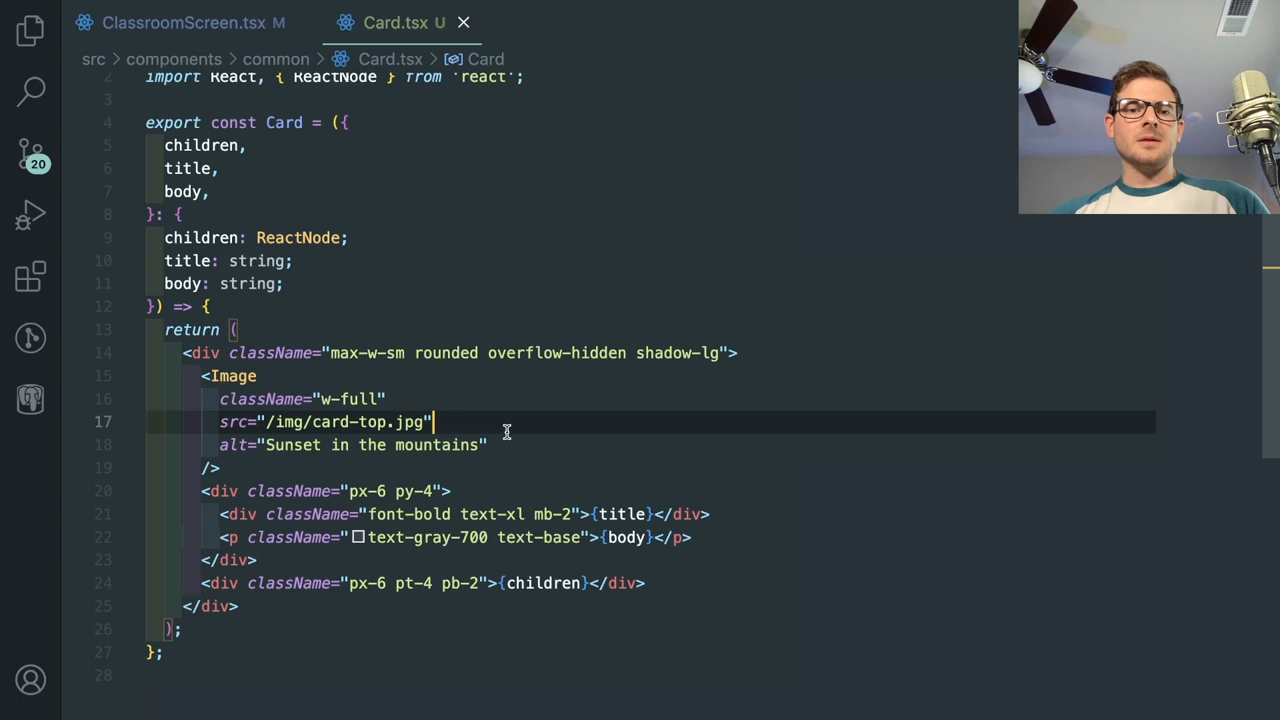 ClassroomScreen.tsx M
Card.tsx U
src > components > common > Card.tsx > Card
20
2 import React, { ReactNode } from 'react';
3
4 export const Card = ({
5 children,
6 title,
7 body,
8 }: {
9 children: ReactNode;
10 title: string;
11 body: string;
12 }) => {
13 return (
14 <div className="max-w-sm rounded overflow-hidden shadow-lg">
15 <Image
16 className="w-full"
17 src="/img/card-top.jpg"
18 alt="Sunset in the mountains"
19 />
20 <div className="px-6 py-4">
21 <div className="font-bold text-xl mb-2">{title}</div>
22 <p className="text-gray-700 text-base">{body}</p>
23 </div>
24 <div className="px-6 pt-4 pb-2">{children}</div>
25 </div>
26 );
27 };
28